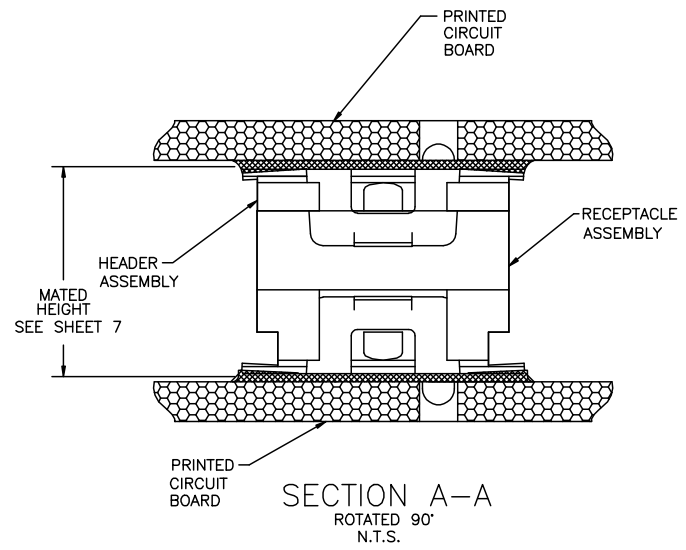 PRINTED
CIRCUIT
BOARD
RECEPTACLE
ASSEMBLY
HEADER
ASSEMBLY
MATED
HEIGHT
SEE SHEET 7
PRINTED
CIRCUIT
BOARD
SECTION A-A
ROTATED 90°
N.T.S.